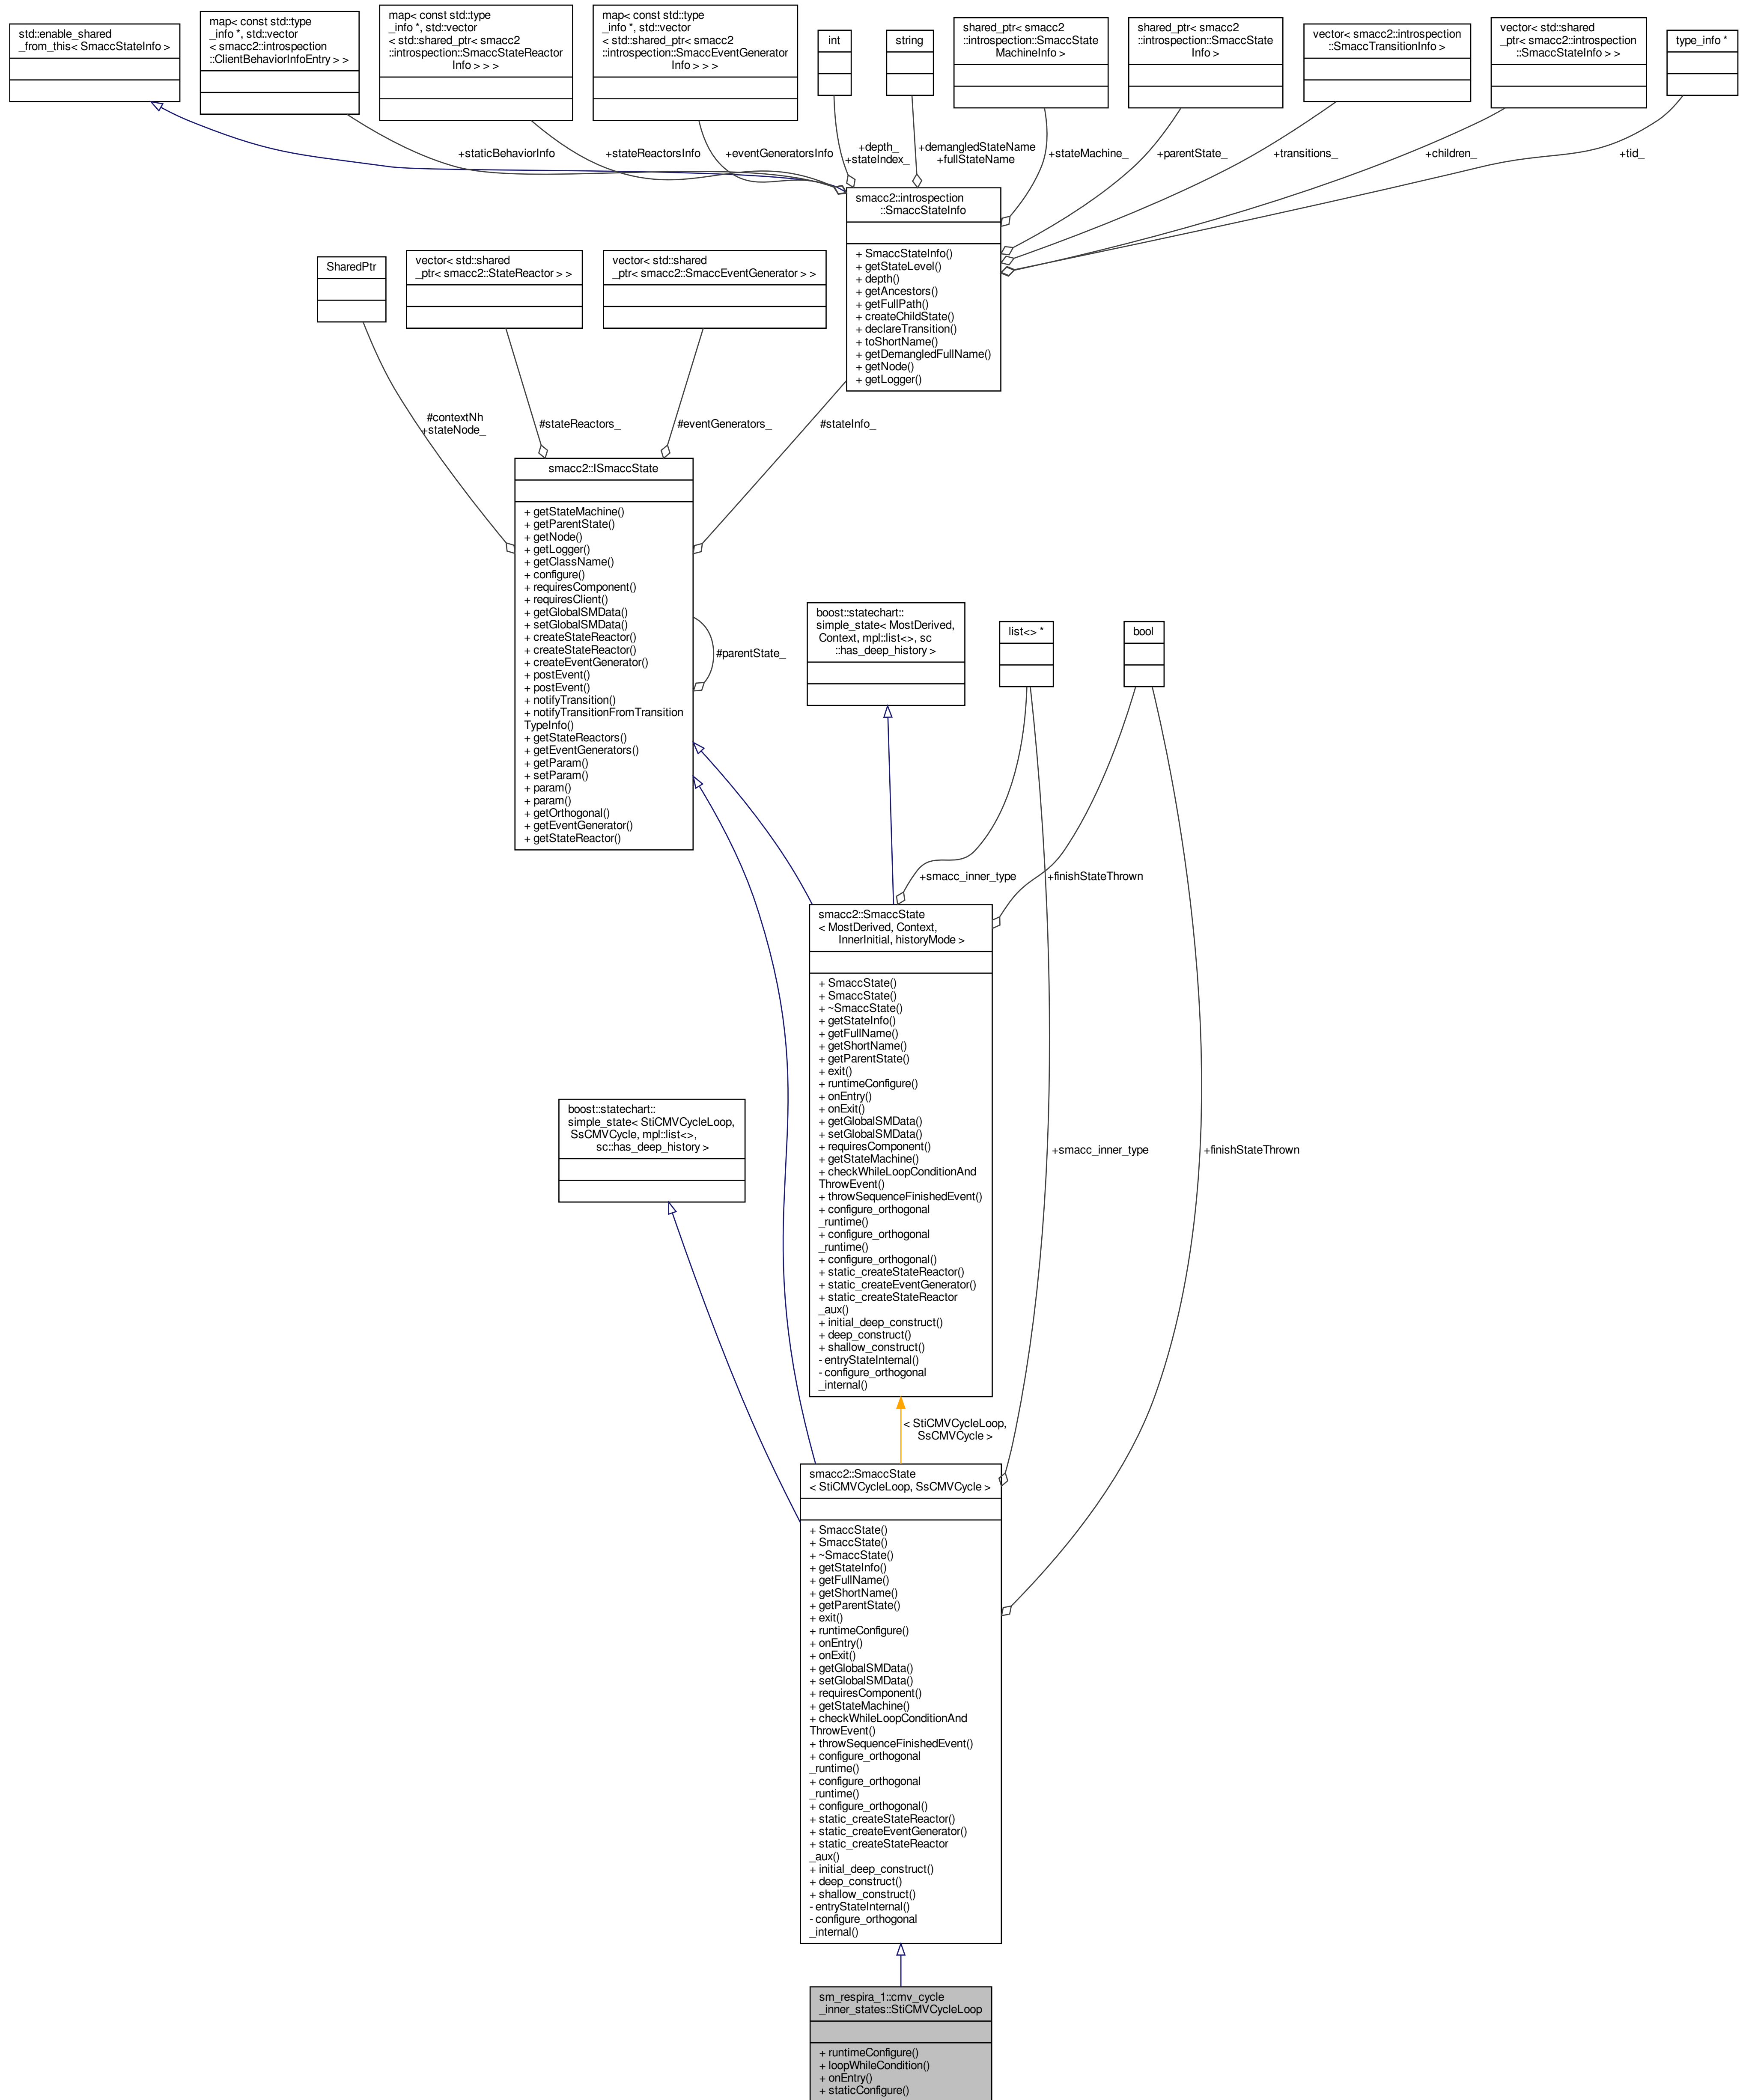 std::enable_shared
_from_this< SmaccStateInfo >
map< const std::type
_info *, std::vector
< smacc2::introspection
::ClientBehaviorInfoEntry > >
map< const std::type
_info *, std::vector
< std::shared_ptr< smacc2
::introspection::SmaccStateReactor
Info > > >
map< const std::type
_info *, std::vector
< std::shared_ptr< smacc2
::introspection::SmaccEventGenerator
Info > > >
int
string
shared_ptr< smacc2
::introspection::SmaccState
MachineInfo >
shared_ptr< smacc2
::introspection::SmaccState
Info >
vector< smacc2::introspection
::SmaccTransitionInfo >
vector< std::shared
_ptr< smacc2::introspection
::SmaccStateInfo > >
type_info *
+staticBehaviorInfo
+stateReactorsInfo
+eventGeneratorsInfo
+depth_
+stateIndex_
+demangledStateName
+fullStateName
+stateMachine_
+parentState_
+transitions_
+children_
+tid_
smacc2::introspection
::SmaccStateInfo
+ SmaccStateInfo()
+ getStateLevel()
+ depth()
+ getAncestors()
+ getFullPath()
+ createChildState()
+ declareTransition()
+ toShortName()
+ getDemangledFullName()
+ getNode()
+ getLogger()
SharedPtr
vector< std::shared
_ptr< smacc2::StateReactor > >
vector< std::shared
_ptr< smacc2::SmaccEventGenerator > >
#contextNh
+stateNode_
#stateReactors_
#eventGenerators_
#stateInfo_
smacc2::ISmaccState
+ getStateMachine()
+ getParentState()
+ getNode()
+ getLogger()
+ getClassName()
+ configure()
+ requiresComponent()
+ requiresClient()
+ getGlobalSMData()
+ setGlobalSMData()
+ createStateReactor()
+ createStateReactor()
+ createEventGenerator()
+ postEvent()
+ postEvent()
+ notifyTransition()
+ notifyTransitionFromTransition
TypeInfo()
+ getStateReactors()
+ getEventGenerators()
+ getParam()
+ setParam()
+ param()
+ param()
+ getOrthogonal()
+ getEventGenerator()
+ getStateReactor()
#parentState_
boost::statechart::
simple_state< MostDerived,
Context, mpl::list<>, sc
::has_deep_history >
list<> *
bool
+smacc_inner_type
+finishStateThrown
smacc2::SmaccState
< MostDerived, Context,
InnerInitial, historyMode >
+ SmaccState()
+ SmaccState()
+ ~SmaccState()
+ getStateInfo()
+ getFullName()
+ getShortName()
+ getParentState()
+ exit()
+ runtimeConfigure()
+ onEntry()
+ onExit()
+ getGlobalSMData()
+ setGlobalSMData()
+ requiresComponent()
+ getStateMachine()
+ checkWhileLoopConditionAnd
ThrowEvent()
+ throwSequenceFinishedEvent()
+ configure_orthogonal
_runtime()
+ configure_orthogonal
_runtime()
+ configure_orthogonal()
+ static_createStateReactor()
+ static_createEventGenerator()
+ static_createStateReactor
_aux()
+ initial_deep_construct()
+ deep_construct()
+ shallow_construct()
- entryStateInternal()
- configure_orthogonal
_internal()
boost::statechart::
simple_state< StiCMVCycleLoop,
SsCMVCycle, mpl::list<>,
sc::has_deep_history >
+smacc_inner_type
+finishStateThrown
< StiCMVCycleLoop,
SsCMVCycle >
smacc2::SmaccState
< StiCMVCycleLoop, SsCMVCycle >
+ SmaccState()
+ SmaccState()
+ ~SmaccState()
+ getStateInfo()
+ getFullName()
+ getShortName()
+ getParentState()
+ exit()
+ runtimeConfigure()
+ onEntry()
+ onExit()
+ getGlobalSMData()
+ setGlobalSMData()
+ requiresComponent()
+ getStateMachine()
+ checkWhileLoopConditionAnd
ThrowEvent()
+ throwSequenceFinishedEvent()
+ configure_orthogonal
_runtime()
+ configure_orthogonal
_runtime()
+ configure_orthogonal()
+ static_createStateReactor()
+ static_createEventGenerator()
+ static_createStateReactor
_aux()
+ initial_deep_construct()
+ deep_construct()
+ shallow_construct()
- entryStateInternal()
- configure_orthogonal
_internal()
sm_respira_1::cmv_cycle
_inner_states::StiCMVCycleLoop
+ runtimeConfigure()
+ loopWhileCondition()
+ onEntry()
+ staticConfigure()